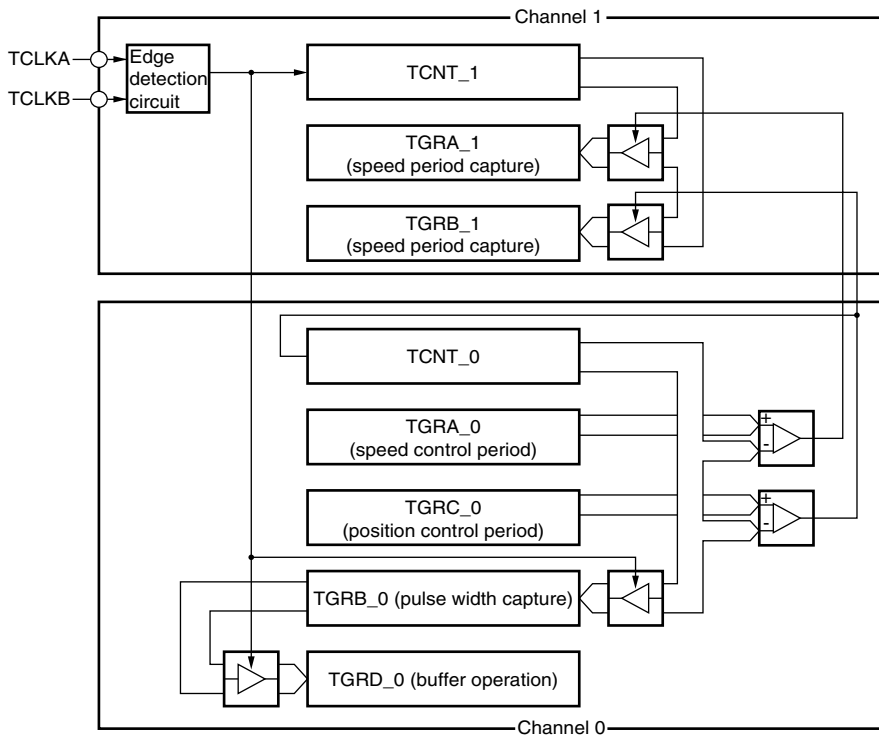 Channel 1
TCLKA
TCLKB
Edge
detection
circuit
TCNT_1
TGRA_1
(speed period capture)
TGRB_1
(speed period capture)
TCNT_0
TGRA_0
(speed control period)
+
-
TGRC_0
(position control period)
+
-
TGRB_0 (pulse width capture)
TGRD_0 (buffer operation)
Channel 0